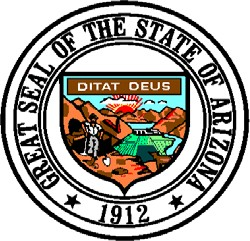 GREAT SEAL OF THE STATE OF ARIZONA
DITAT DEUS
1912